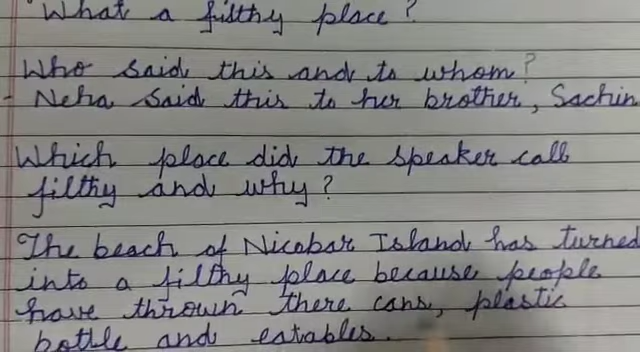 "What a filthy place?
Who said this and to whom?
- Neha said this to her brother, Sachin
Which place did the speaker call
filthy and why?
The beach of Nicobar Island has turned
into a filthy place because people
have thrown there cans, plastic
bottle and eatables.